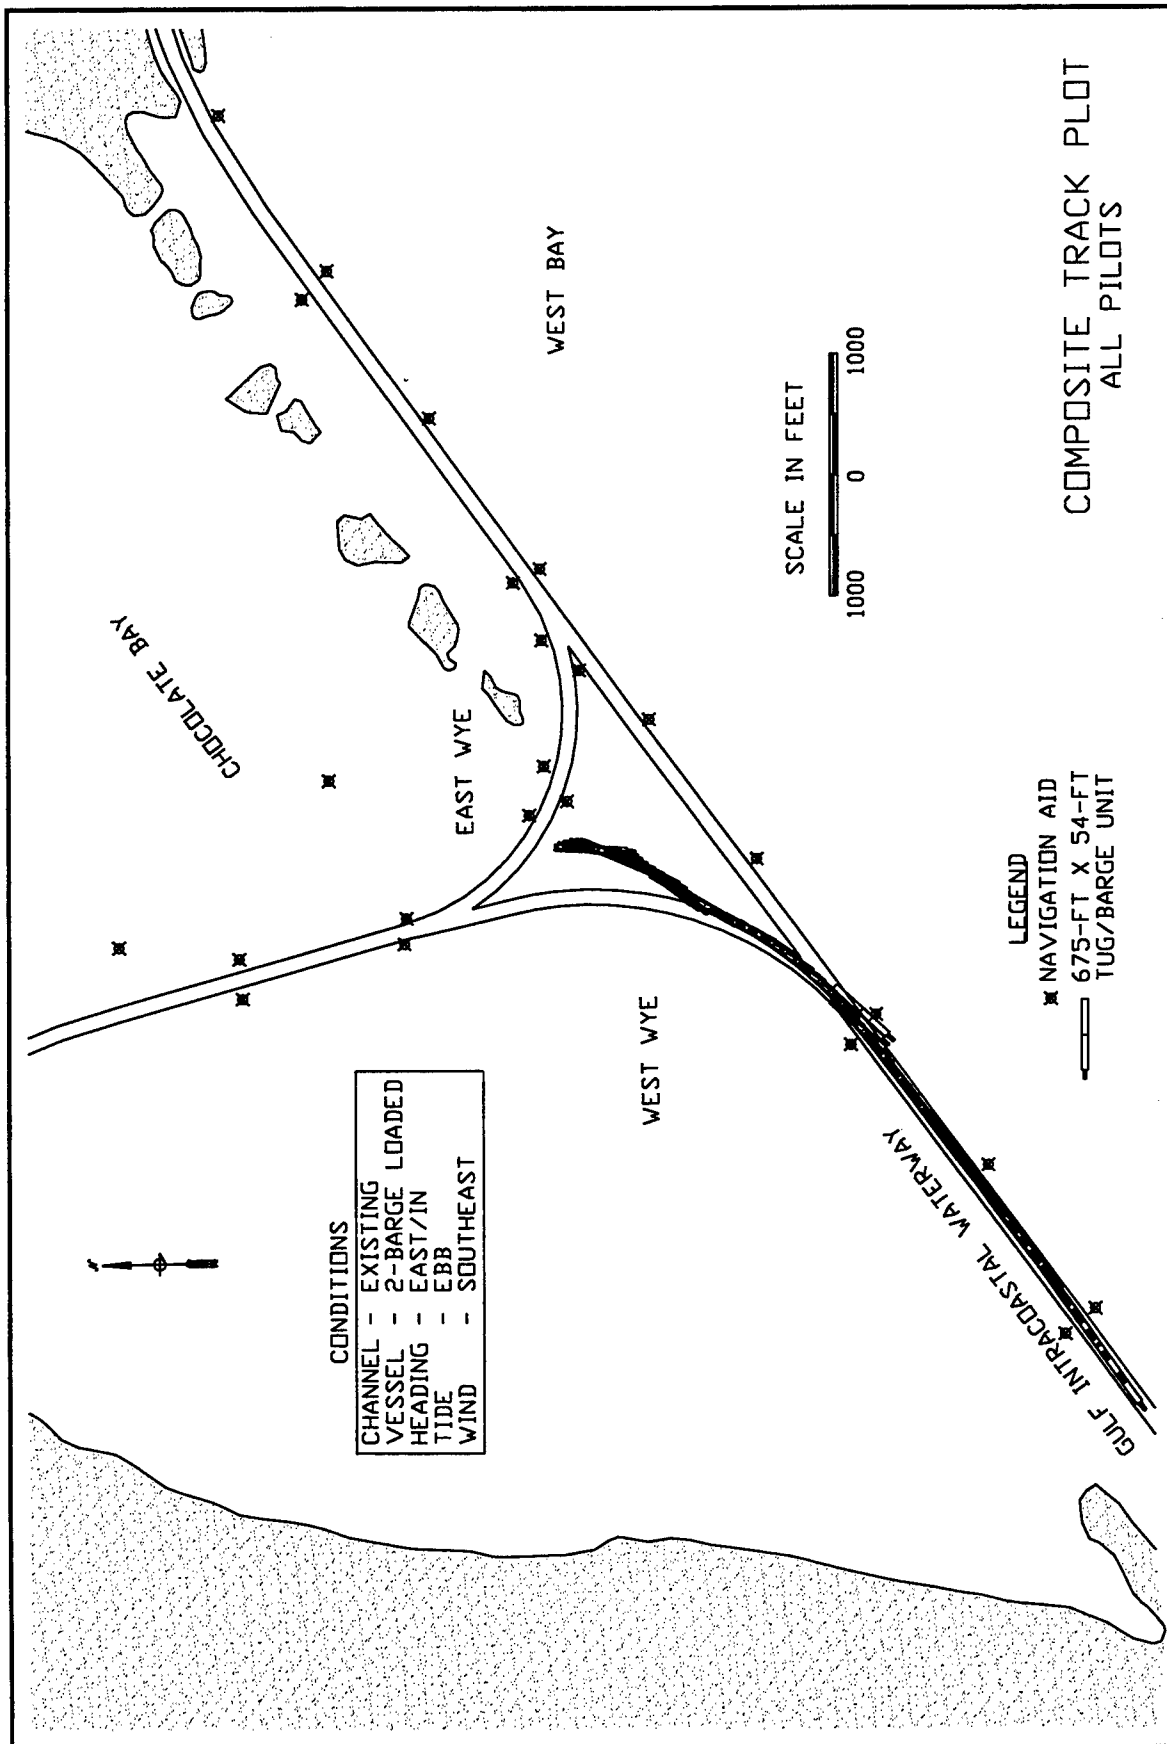 CHOCOLATE BAY
EAST WYE
WEST BAY
WEST WYE
GULF INTRACOASTAL WATERWAY
N
CONDITIONS
CHANNEL - EXISTING
VESSEL - 2-BARGE LOADED
HEADING - EAST/IN
TIDE - EBB
WIND - SOUTHEAST
SCALE IN FEET
1000 0 1000
LEGEND
NAVIGATION AID
675-FT X 54-FT
TUG/BARGE UNIT
COMPOSITE TRACK PLOT
ALL PILOTS